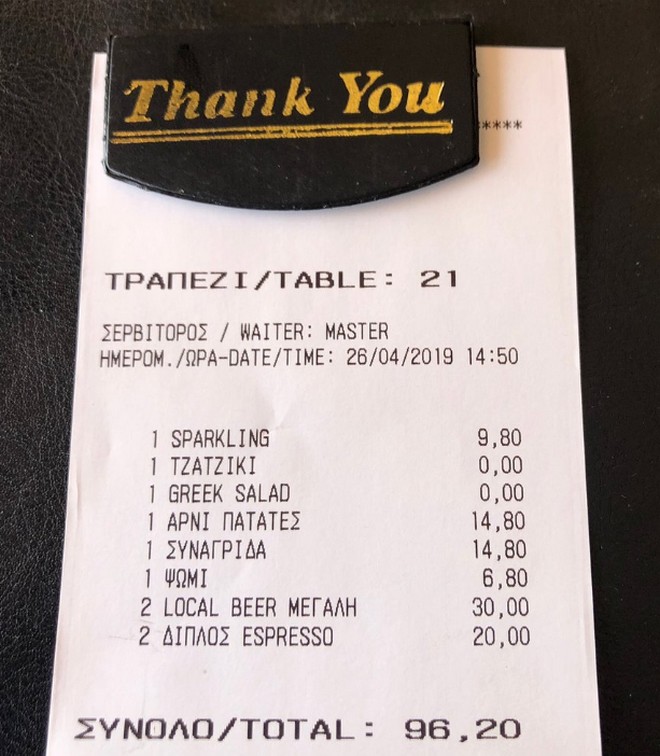 Thank You
****
ΤΡΑΠΕΖΙ/TABLE: 21
ΣΕΡΒΙΤΟΡΟΣ / WAITER: MASTER
ΗΜΕΡΟΜ./ΩΡΑ-DATE/TIME: 26/04/2019 14:50
1 SPARKLING 9,80
1 TZATZIKI 0,00
1 GREEK SALAD 0,00
1 ΑΡΝΙ ΠΑΤΑΤΕΣ 14,80
1 ΣΥΝΑΓΡΙΔΑ 14,80
1 ΨΩΜΙ 6,80
2 LOCAL BEER ΜΕΓΑΛΗ 30,00
2 ΔΙΠΛΟΣ ESPRESSO 20,00
ΣΥΝΟΛΟ/TOTAL: 96,20